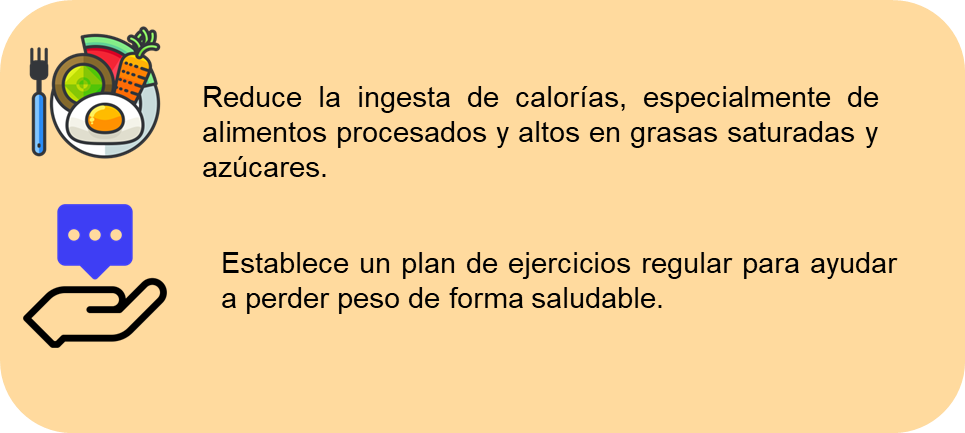 Reduce la ingesta de calorías, especialmente de
alimentos procesados y altos en grasas saturadas y
azúcares.
Establece un plan de ejercicios regular para ayudar
a perder peso de forma saludable.